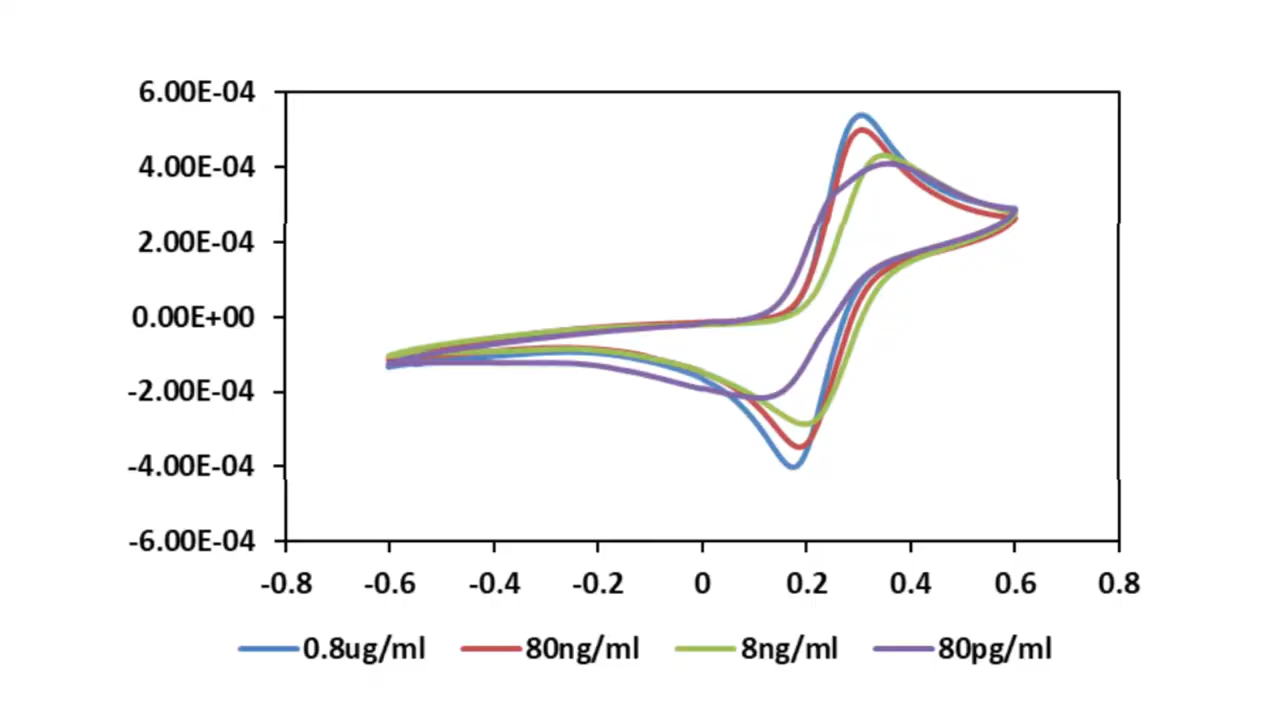 6.00E-04
4.00E-04
2.00E-04
0.00E+00
-2.00E-04
-4.00E-04
-6.00E-04
-0.8 -0.6 -0.4 -0.2 0 0.2 0.4 0.6 0.8
0.8ug/ml 80ng/ml 8ng/ml 80pg/ml